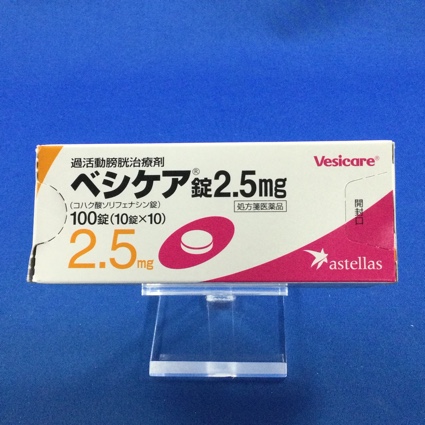 過活動膀胱治療剤
Vesicare®
ベシケア®錠2.5mg
(コハク酸ソリフェナシン錠)
処方箋医薬品
100錠(10錠×10)
開封口
2.5mg
astellas